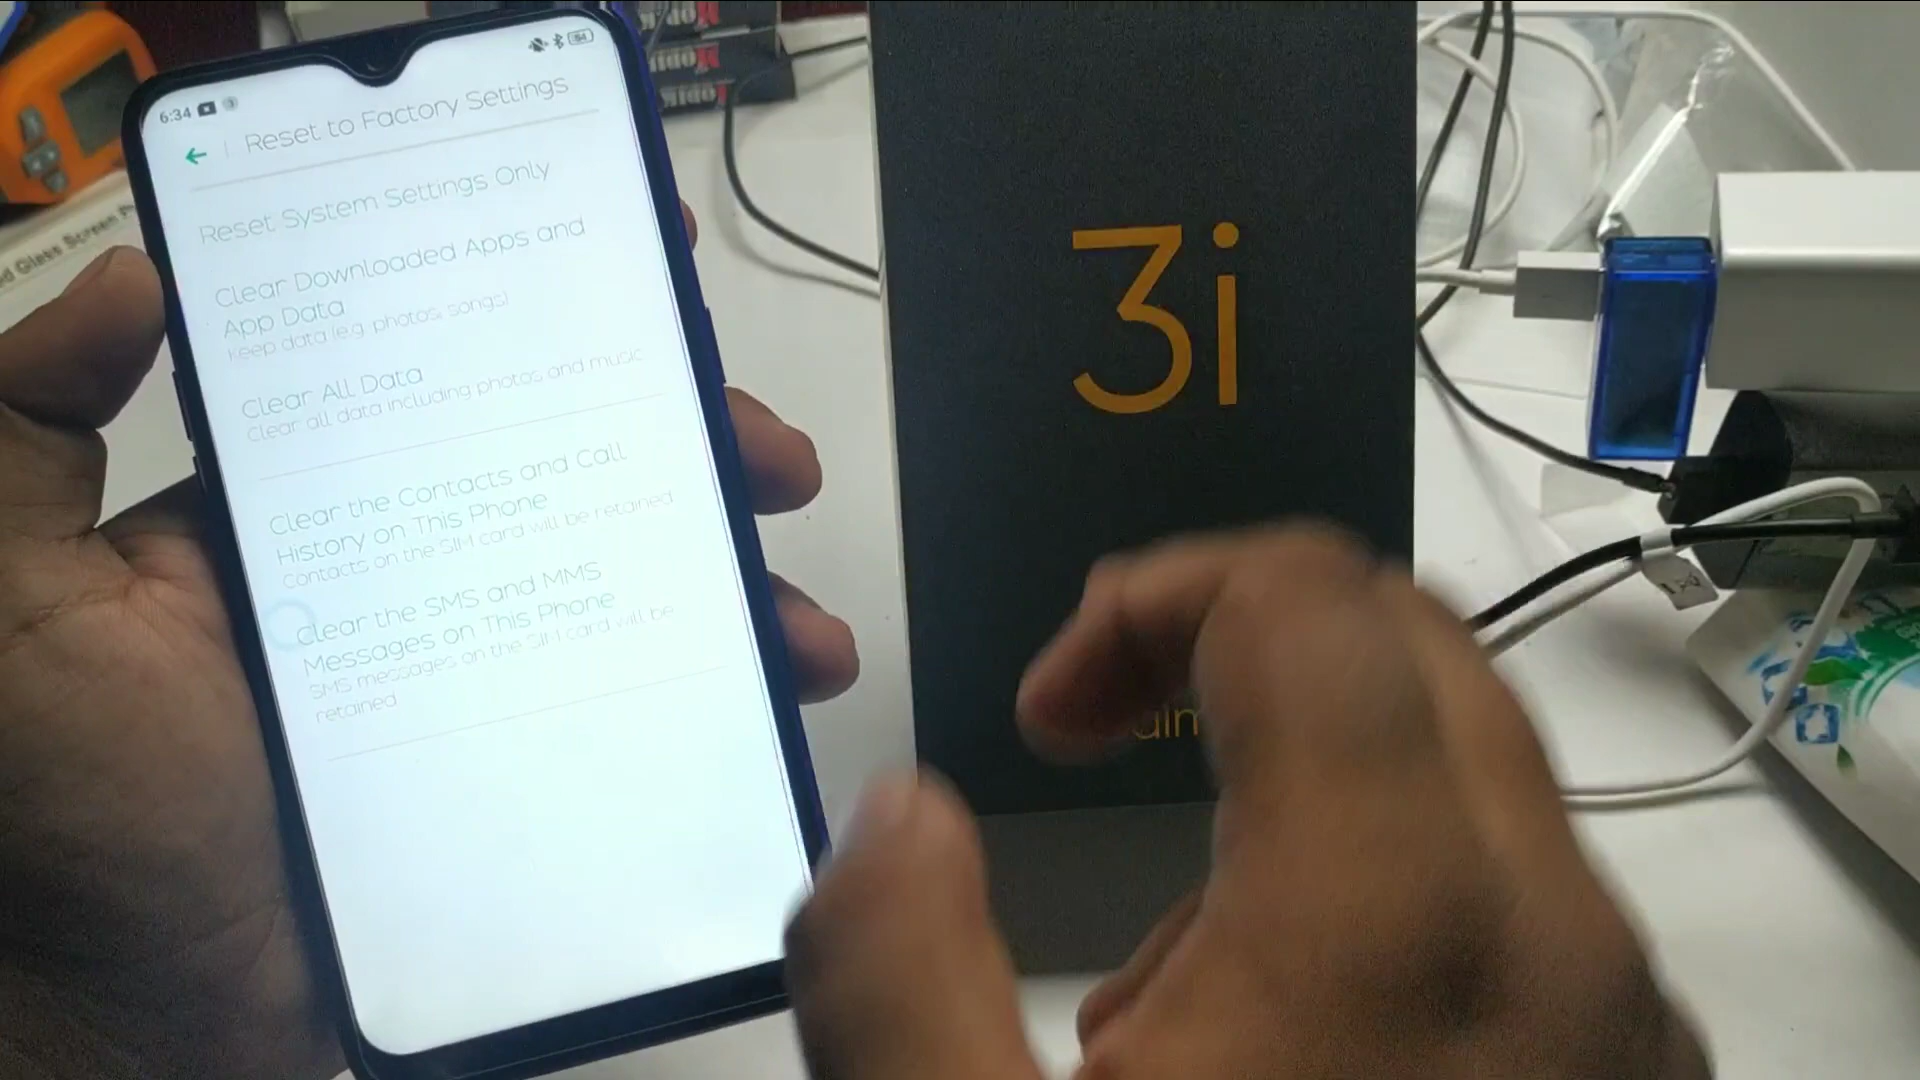 6:34
54
Reset to Factory Settings
Reset System Settings Only
Clear Downloaded Apps and
App Data
Keep data (e.g. photos, songs)
Clear All Data
Clear all data including photos and music
Clear the Contacts and Call
History on This Phone
Contacts on the SIM card will be retained
Clear the SMS and MMS
Messages on This Phone
SMS messages on the SIM card will be
retained
3i
Glass Screen